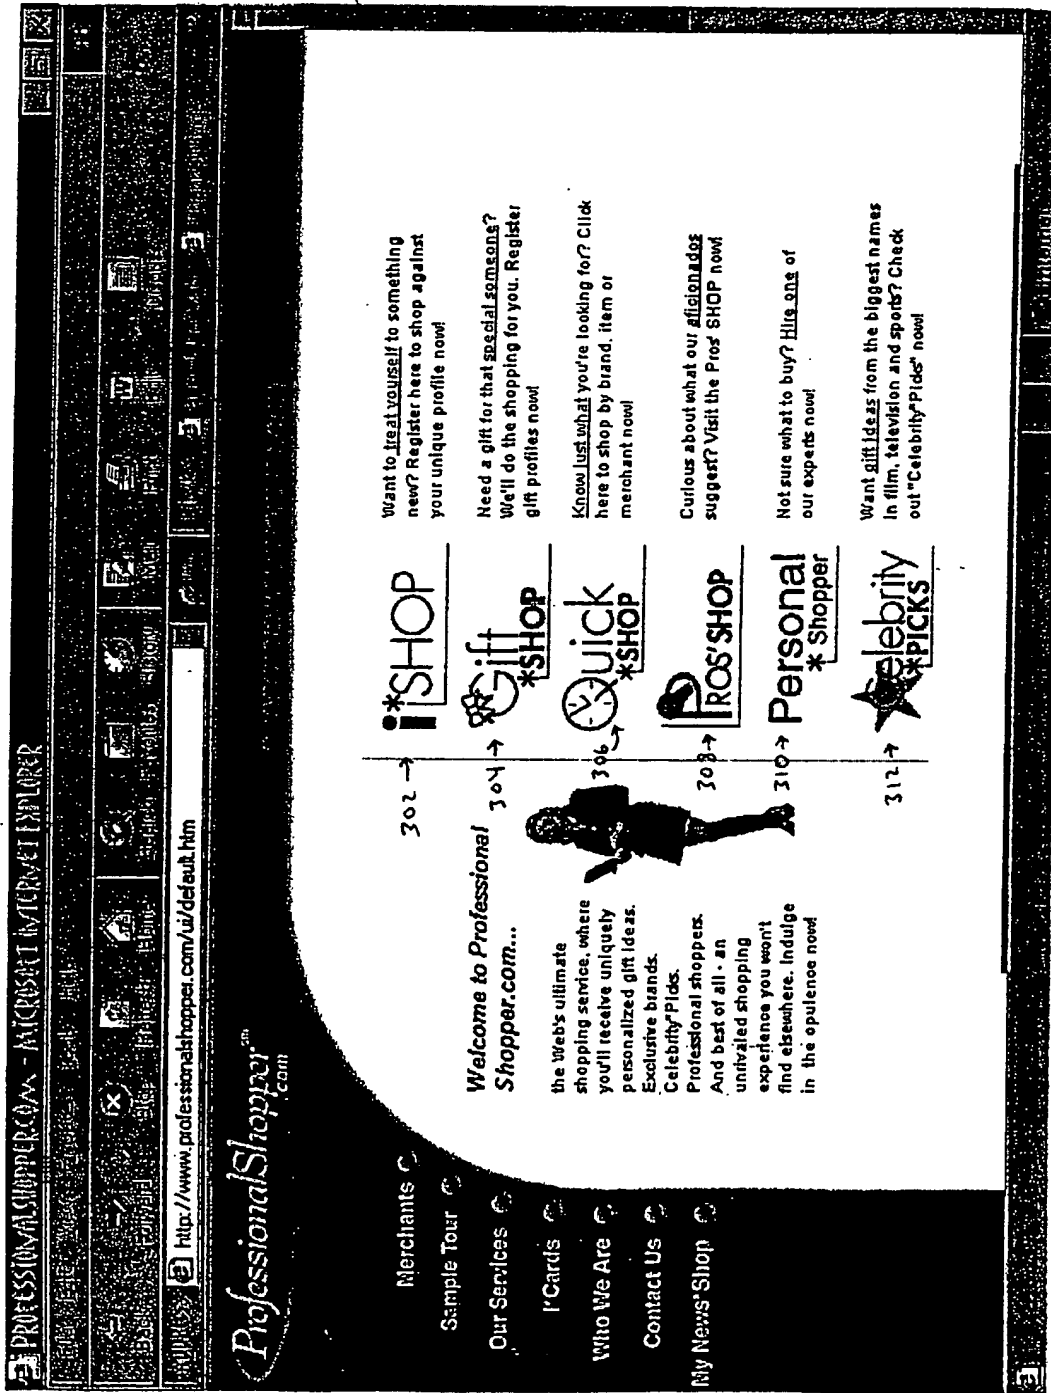 PROFESSIONALSHOPPER.COM - MICROSOFT INTERNET EXPLORER
http://www.professionalshopper.com/ui/default.htm
ProfessionalShopper℠
.com
Merchants
Sample Tour
Our Services
I*Cards
Who We Are
Contact Us
My News*Shop
Welcome to Professional
Shopper.com...
the Web's ultimate
shopping service, where
you'll receive uniquely
personalized gift ideas.
Exclusive brands.
Celebrity*Picks.
Professional shoppers.
And best of all - an
unrivaled shopping
experience you won't
find elsewhere. Indulge
in the opulence now!
302
i*SHOP
Want to treat yourself to something
new? Register here to shop against
your unique profile now!
304
Gift
*SHOP
Need a gift for that special someone?
We'll do the shopping for you. Register
gift profiles now!
306
Quick
*SHOP
Know just what you're looking for? Click
here to shop by brand, item or
merchant now!
308
PROS'SHOP
Curious about what our aficionados
suggest? Visit the Pros' SHOP now!
310
Personal
* Shopper
Not sure what to buy? Hire one of
our experts now!
312
Celebrity
*PICKS
Want gift ideas from the biggest names
in film, television and sports? Check
out "Celebrity*Picks" now!
Internet